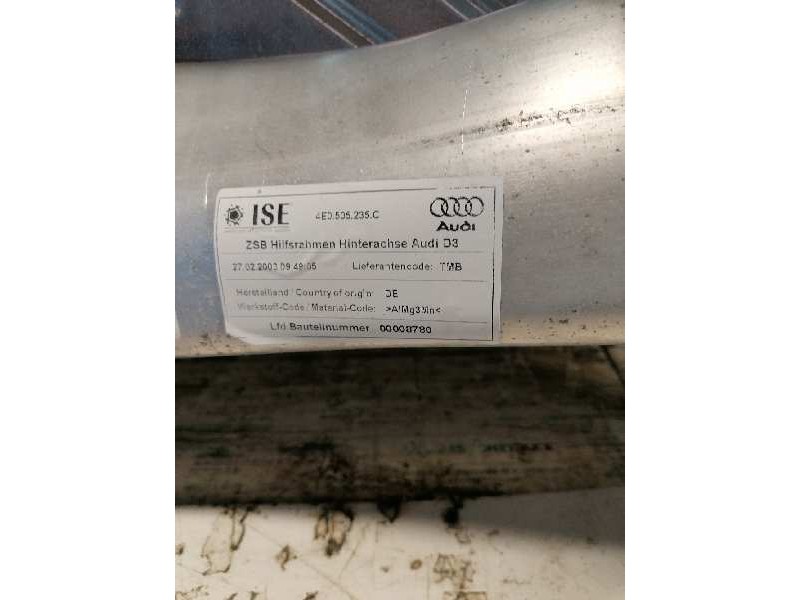 ISE 4E0.505.235.C
Audi
ZSB Hilfsrahmen Hinterachse Audi D3
27.02.2003 09:49:05 Lieferantencode: TMB
Herstelland / Country of origin: DE
Werkstoff-Code / Material-Code: >AlMg3Mn<
Lfd Bauteilnummer 00008780